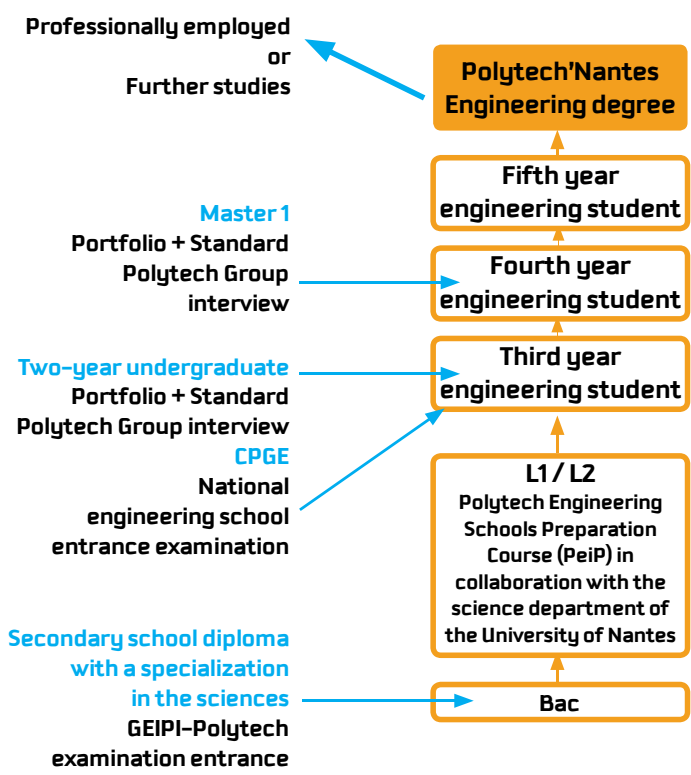 Professionally employed
or
Further studies
Polytech'Nantes
Engineering degree
Fifth year
engineering student
Master 1
Portfolio + Standard
Polytech Group
interview
Fourth year
engineering student
Two-year undergraduate
Portfolio + Standard
Polytech Group interview
Third year
engineering student
CPGE
National
engineering school
entrance examination
L1 / L2
Polytech Engineering
Schools Preparation
Course (PeiP) in
collaboration with the
science department of
the University of Nantes
Secondary school diploma
with a specialization
in the sciences
GEIPI-Polytech
examination entrance
Bac